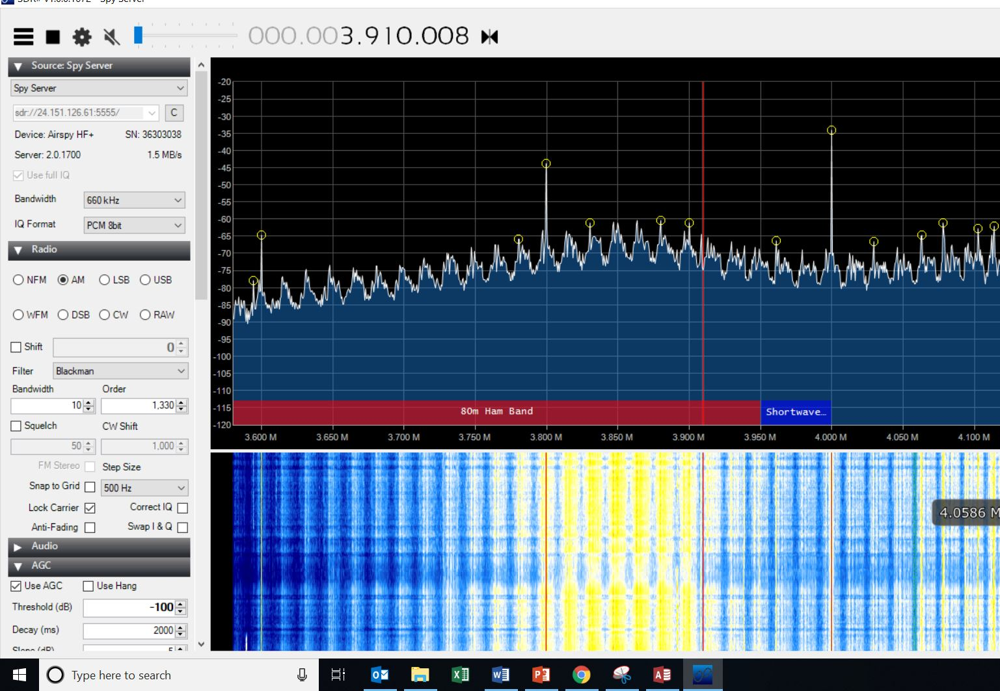 000.003.910.008
Source: Spy Server
Spy Server
sdr://24.151.126.61:5555/ C
Device: Airspy HF+ SN: 36303038
Server: 2.0.1700 1.5 MB/s
Use full IQ
Bandwidth 660 kHz
IQ Format PCM 8bit
Radio
NFM AM LSB USB
WFM DSB CW RAW
Shift 0
Filter Blackman
Bandwidth Order
10 1,330
Squelch CW Shift
50 1,000
FM Stereo Step Size
Snap to Grid 500 Hz
Lock Carrier Correct IQ
Anti-Fading Swap I & Q
Audio
AGC
Use AGC Use Hang
Threshold (dB) -100
Decay (ms) 2000
-20
-25
-30
-35
-40
-45
-50
-55
-60
-65
-70
-75
-80
-85
-90
-95
-100
-105
-110
-115
-120
80m Ham Band Shortwave…
3.600 M 3.650 M 3.700 M 3.750 M 3.800 M 3.850 M 3.900 M 3.950 M 4.000 M 4.050 M 4.100 M
4.0586 M
Type here to search